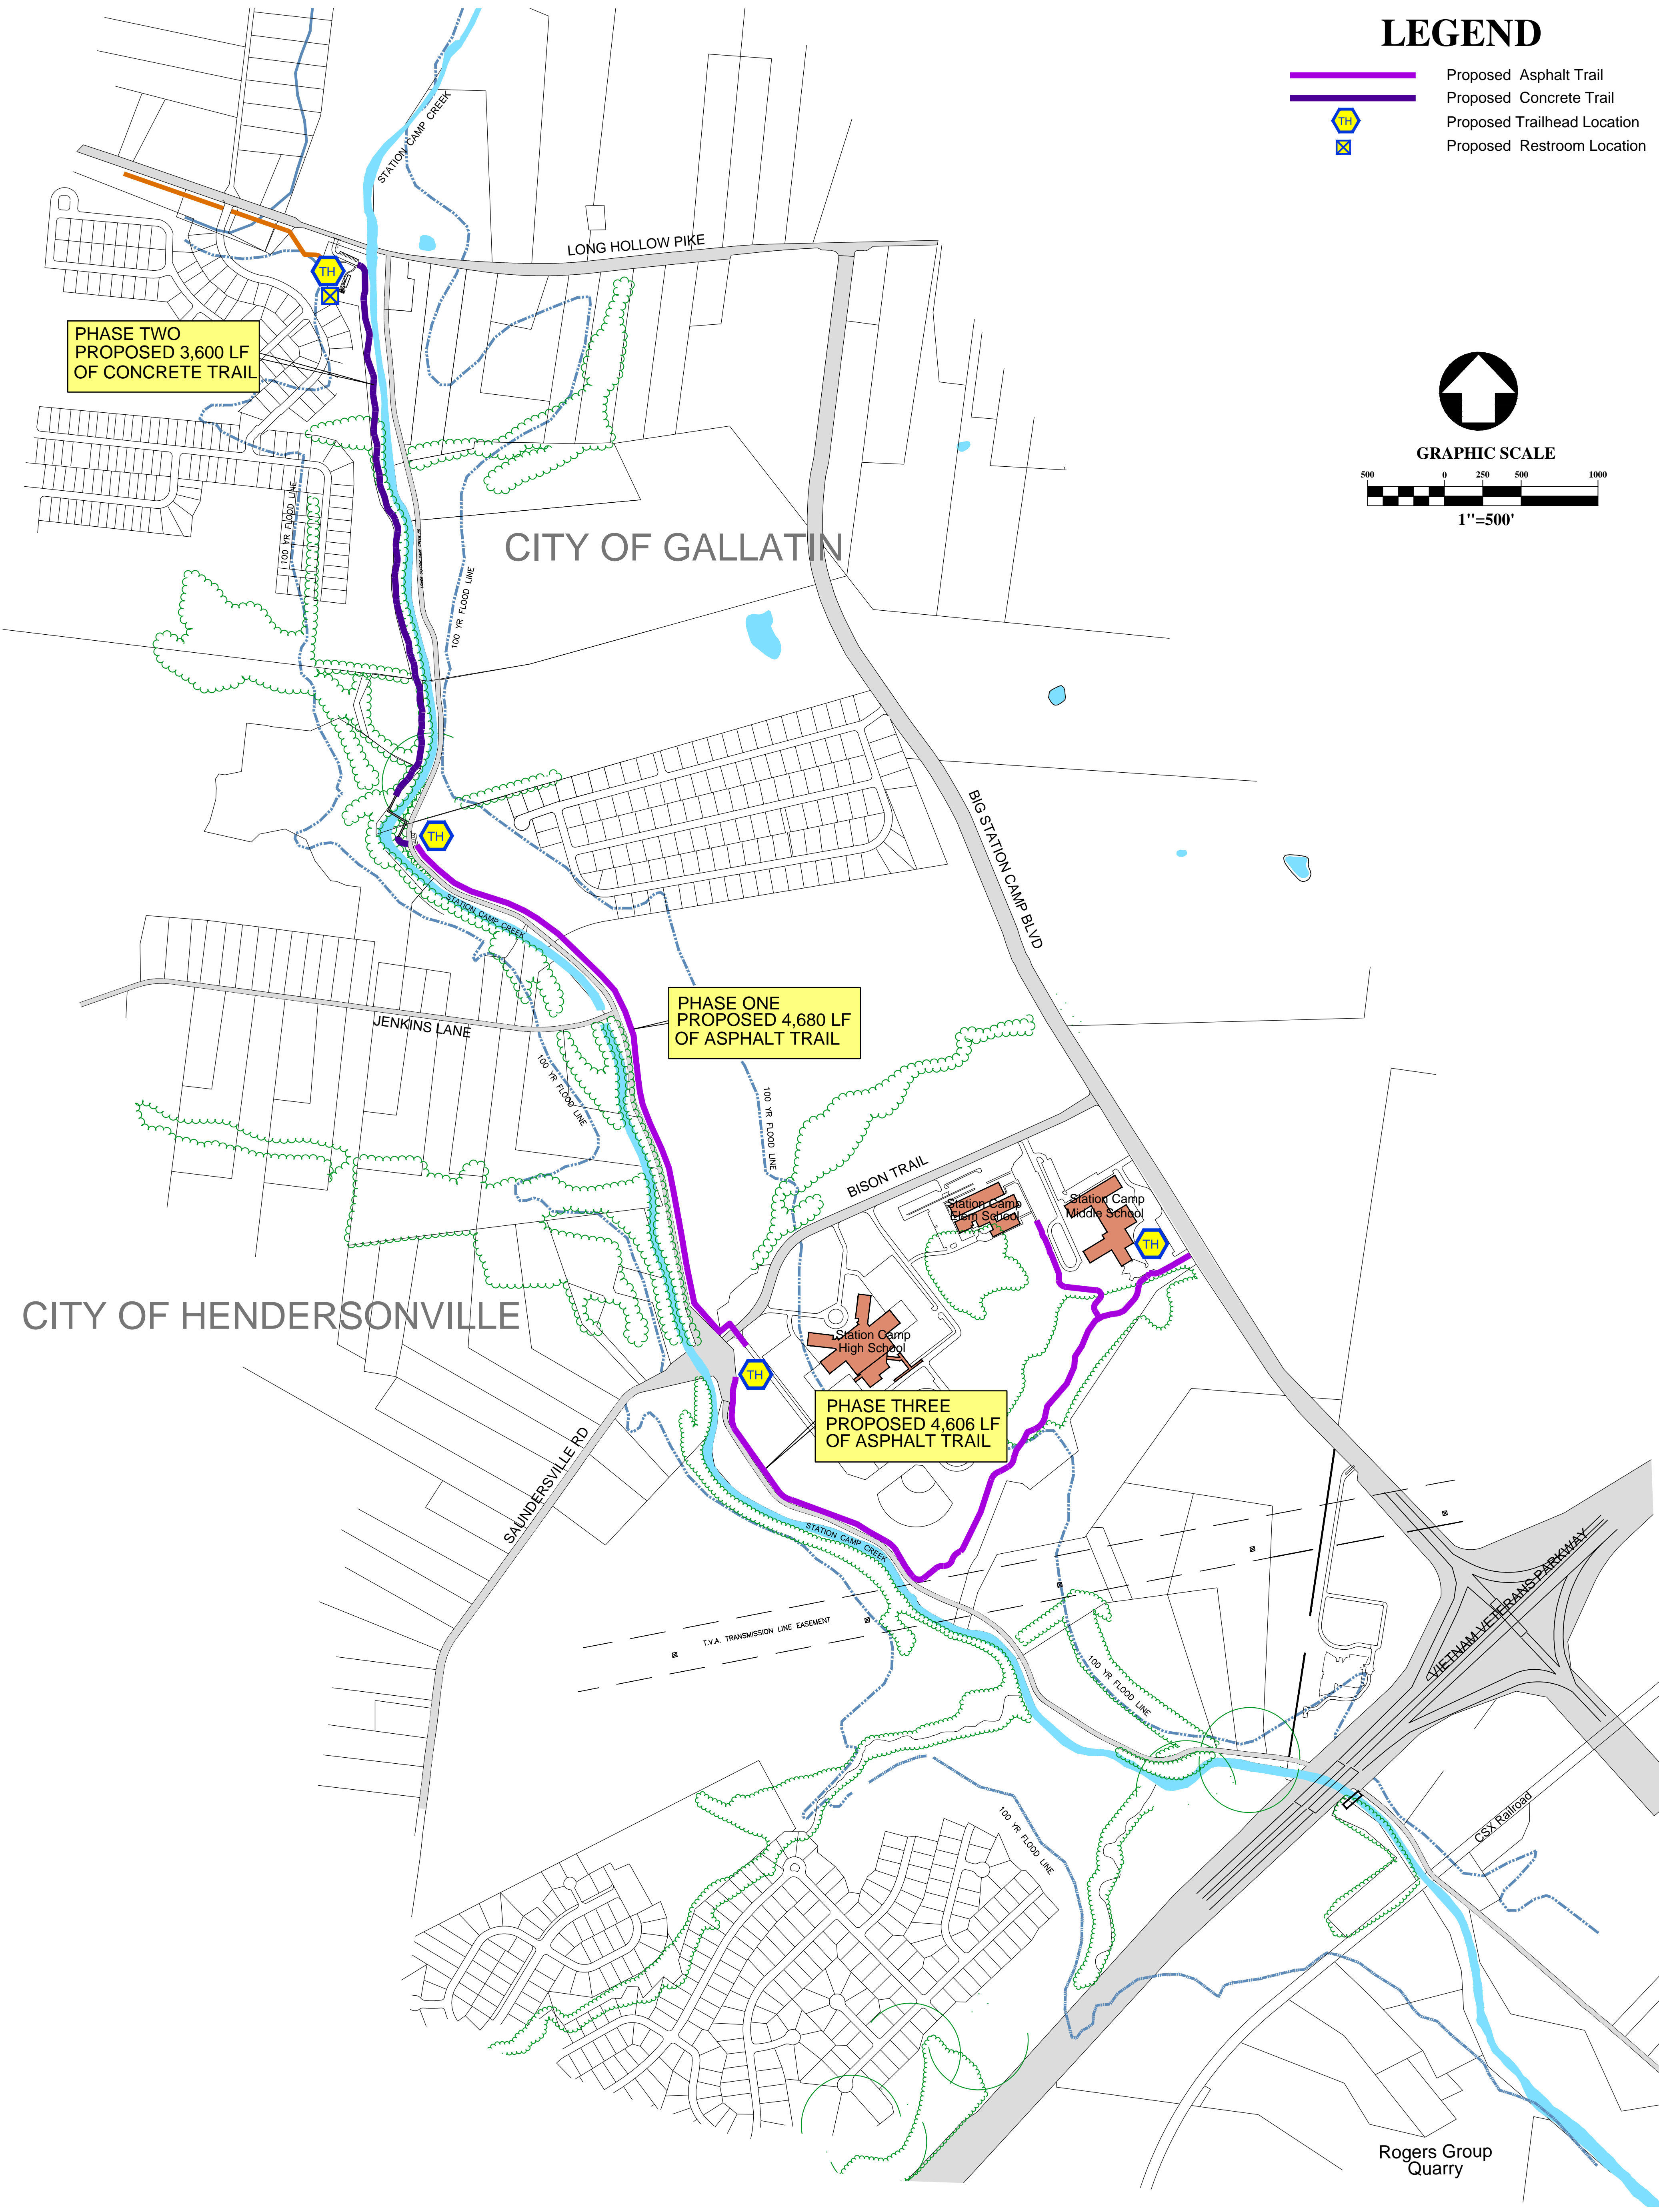 LEGEND
Proposed Asphalt Trail
Proposed Concrete Trail
TH
Proposed Trailhead Location
Proposed Restroom Location
STATION CAMP CREEK
LONG HOLLOW PIKE
TH
PHASE TWO
PROPOSED 3,600 LF
OF CONCRETE TRAIL
GRAPHIC SCALE
500 0 250 500 1000
1"=500'
100 YR FLOOD LINE
CITY OF GALLATIN
100 YR FLOOD LINE
TH
BIG STATION CAMP BLVD
STATION CAMP CREEK
PHASE ONE
PROPOSED 4,680 LF
OF ASPHALT TRAIL
JENKINS LANE
100 YR FLOOD LINE
100 YR FLOOD LINE
BISON TRAIL
Station Camp
Elem School
Station Camp
Middle School
TH
CITY OF HENDERSONVILLE
Station Camp
High School
TH
PHASE THREE
PROPOSED 4,606 LF
OF ASPHALT TRAIL
SAUNDERSVILLE RD
STATION CAMP CREEK
VIETNAM VETERANS PARKWAY
T.V.A. TRANSMISSION LINE EASEMENT
100 YR FLOOD LINE
100 YR FLOOD LINE
CSX Railroad
Rogers Group
Quarry